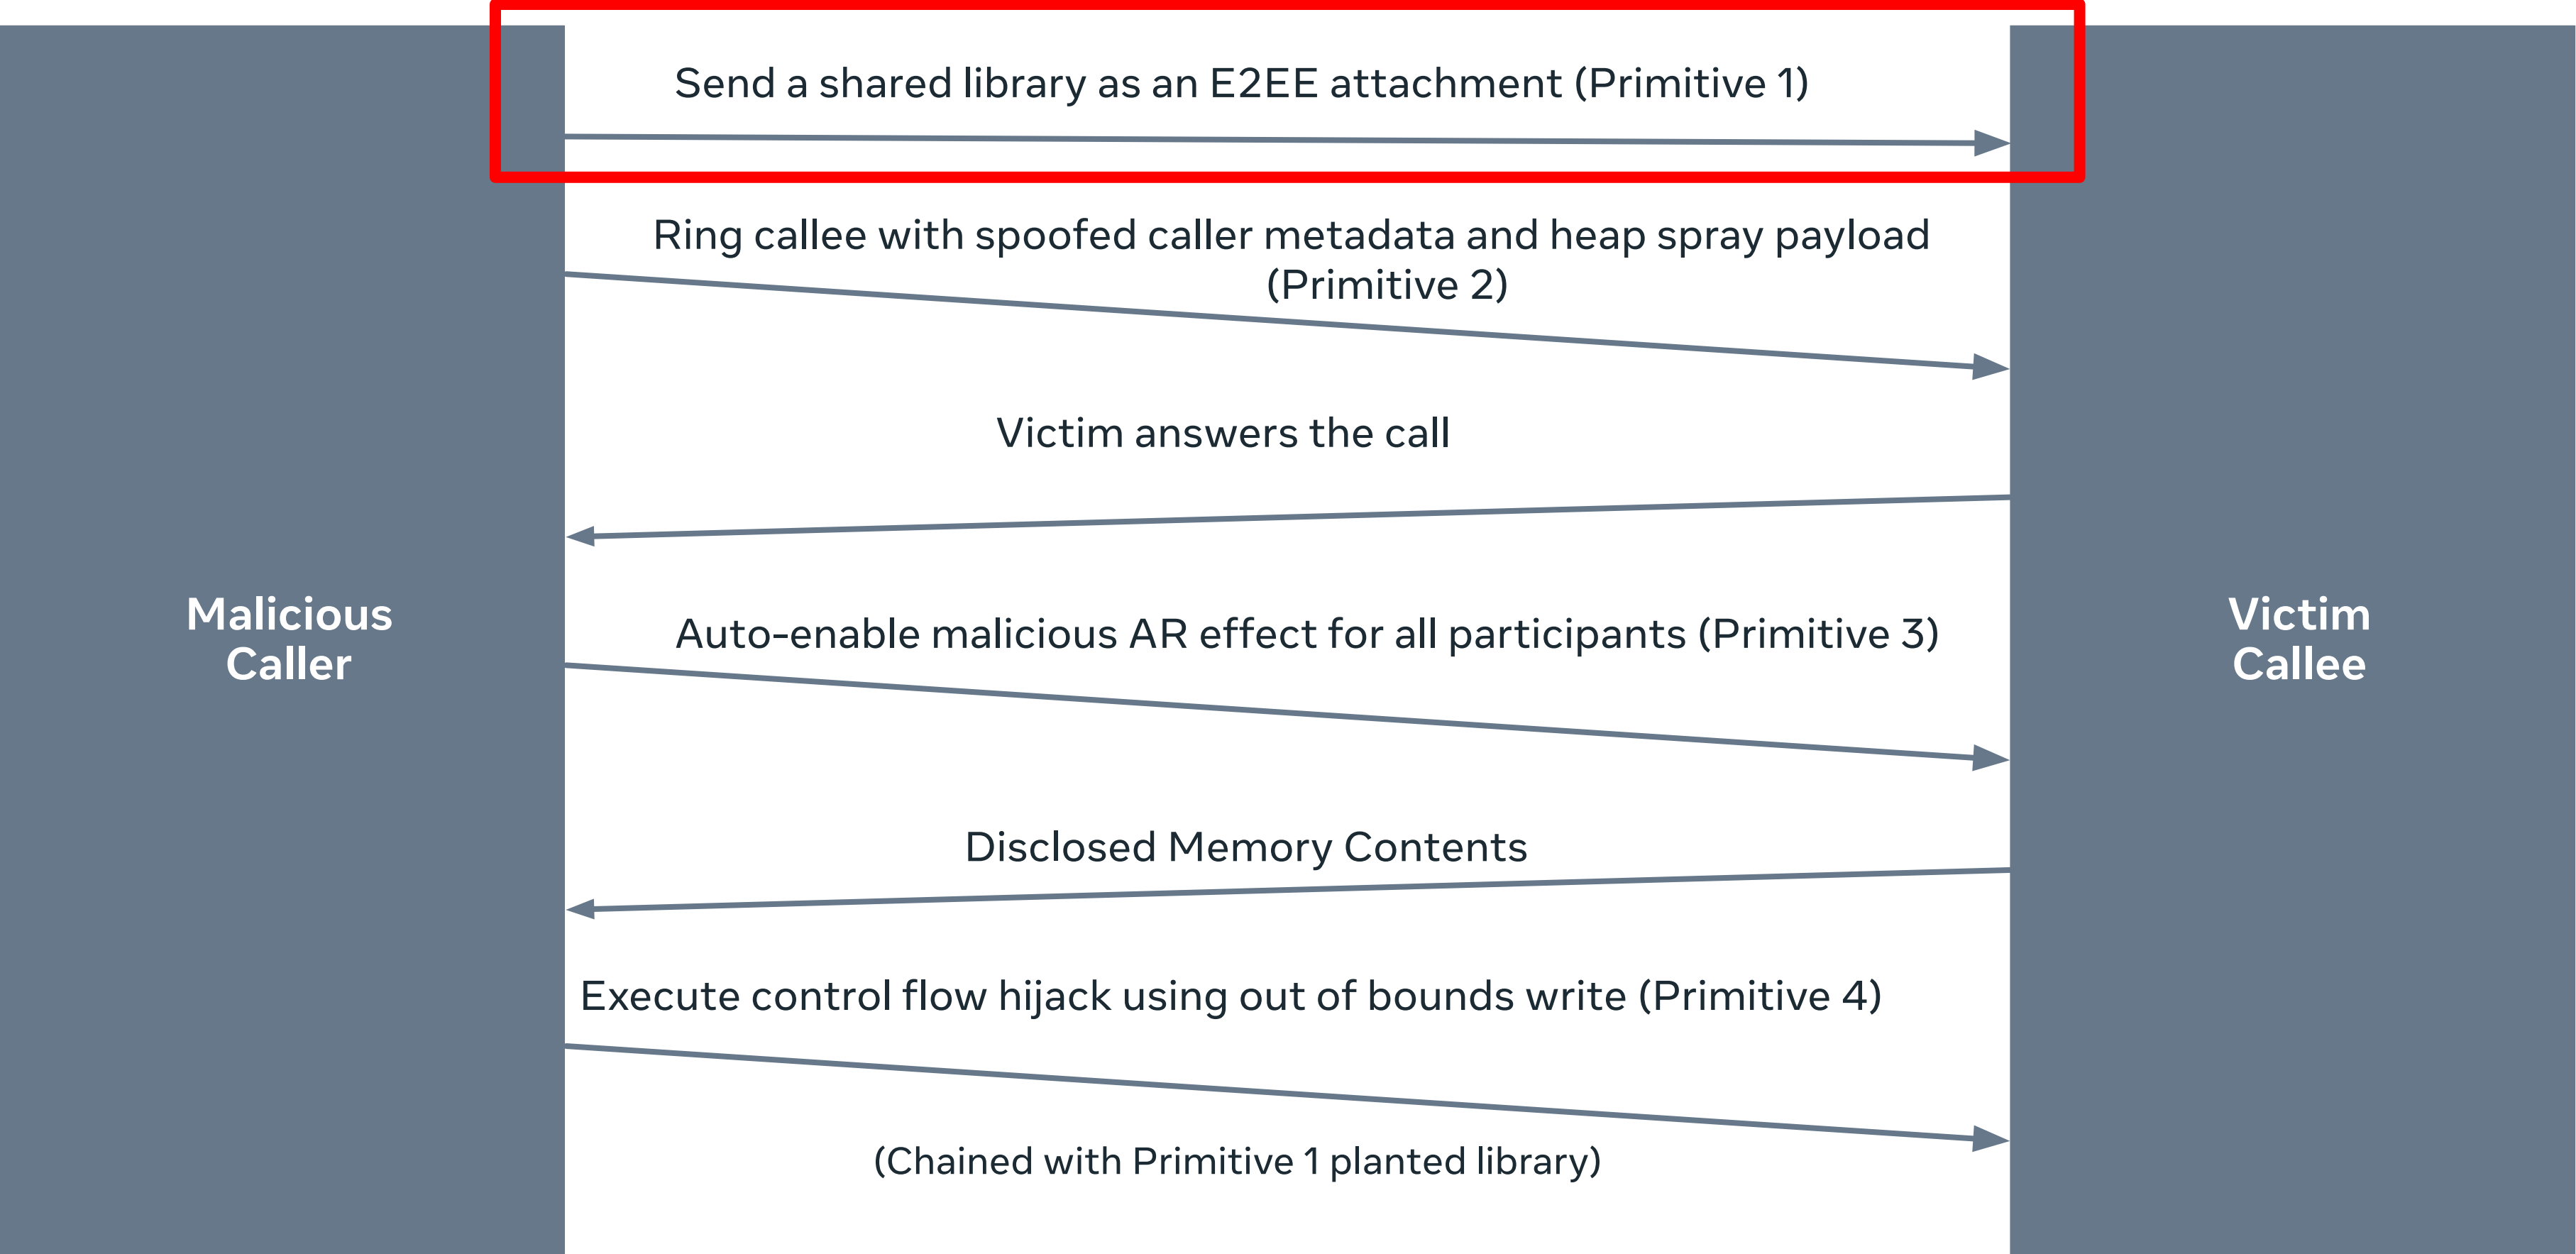 Send a shared library as an E2EE attachment (Primitive 1)
Ring callee with spoofed caller metadata and heap spray payload
(Primitive 2)
Victim answers the call
Malicious
Caller
Auto-enable malicious AR effect for all participants (Primitive 3)
Victim
Callee
Disclosed Memory Contents
Execute control flow hijack using out of bounds write (Primitive 4)
(Chained with Primitive 1 planted library)